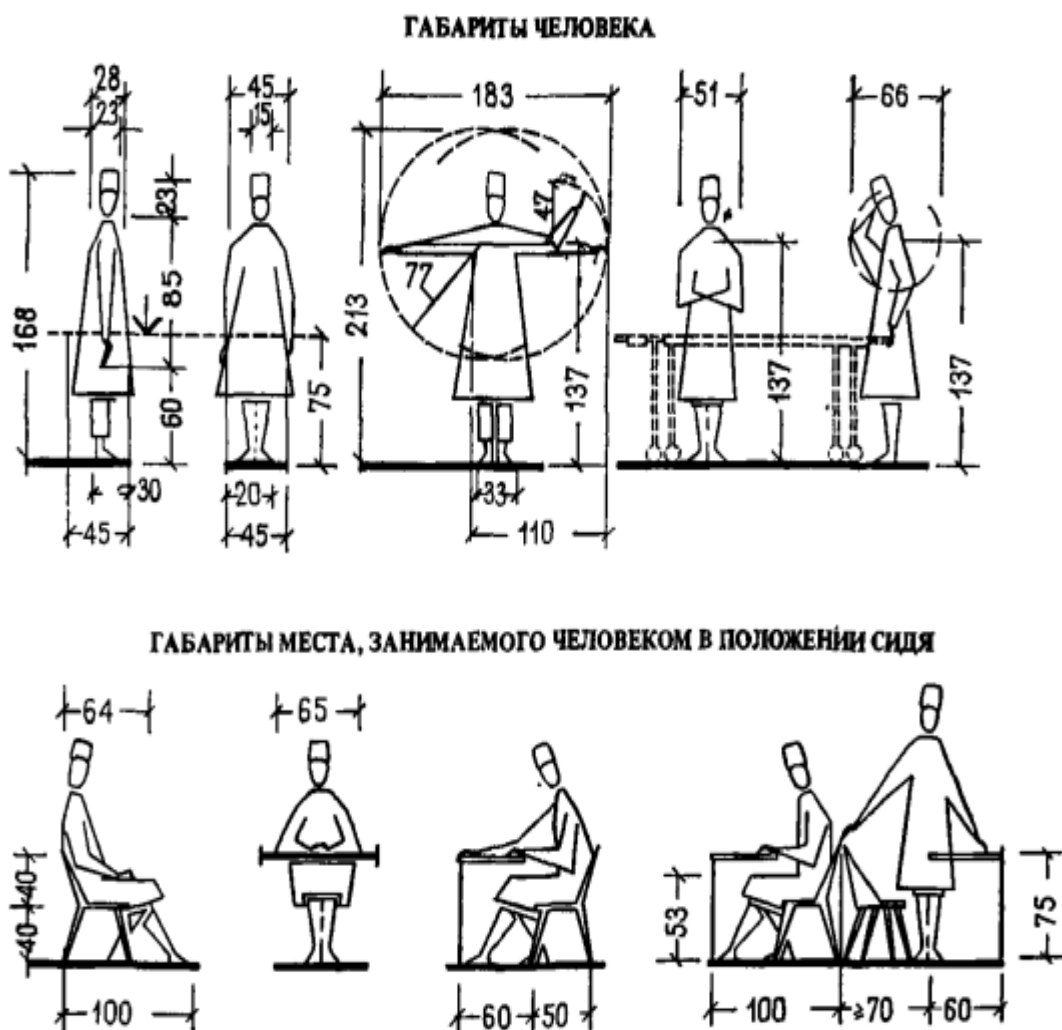 ГАБАРИТЫ ЧЕЛОВЕКА
28 45 183 51 66
23 15
168 23 85 60 75 213 77 47 137 137 137
30 20 33
45 45 110
ГАБАРИТЫ МЕСТА, ЗАНИМАЕМОГО ЧЕЛОВЕКОМ В ПОЛОЖЕНИИ СИДЯ
64 65
40 40 53 75
100 60 50 100 ≥70 60